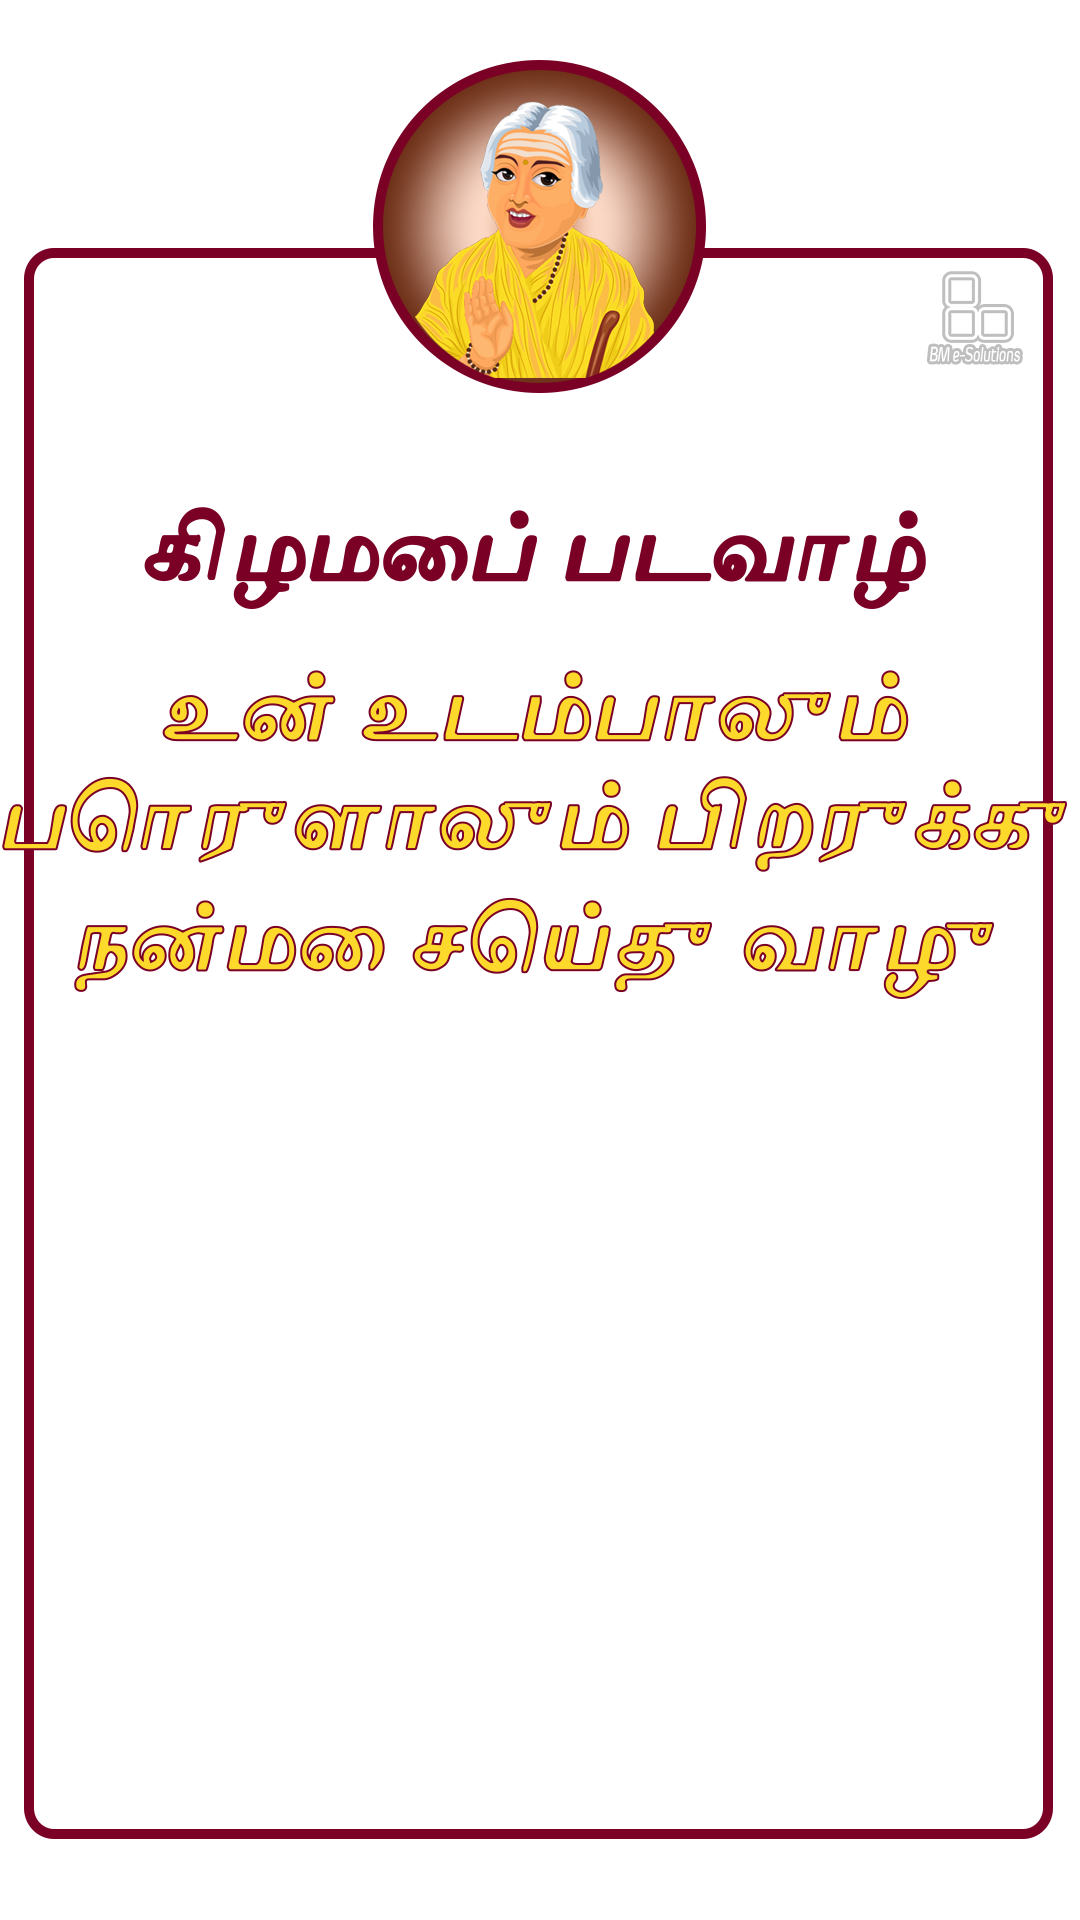 BM e-Solutions
கிழமைப் படவாழ்
உன் உடம்பாலும்
பொருளாலும் பிறருக்கு
நன்மை செய்து வாழு